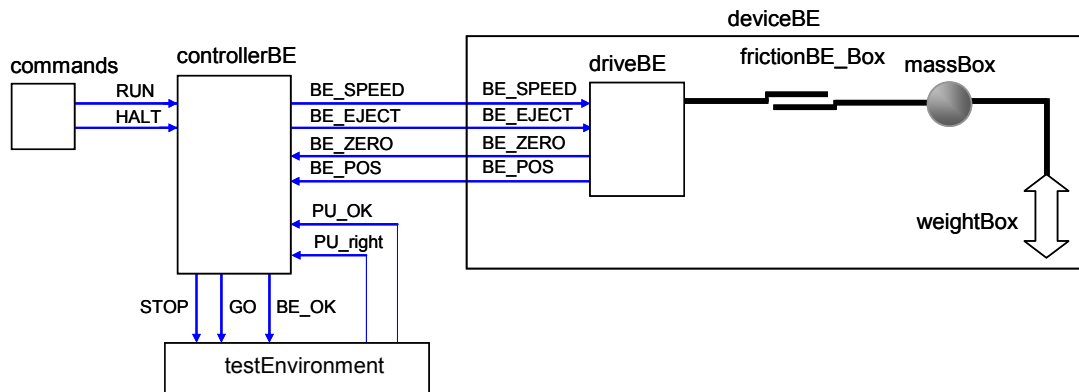 deviceBE
controllerBE
frictionBE_Box
commands
driveBE
massBox
RUN
BE_SPEED
BE_SPEED
HALT
BE_EJECT
BE_EJECT
BE_ZERO
BE_ZERO
BE_POS
BE_POS
PU_OK
weightBox
PU_right
STOP
GO
BE_OK
testEnvironment